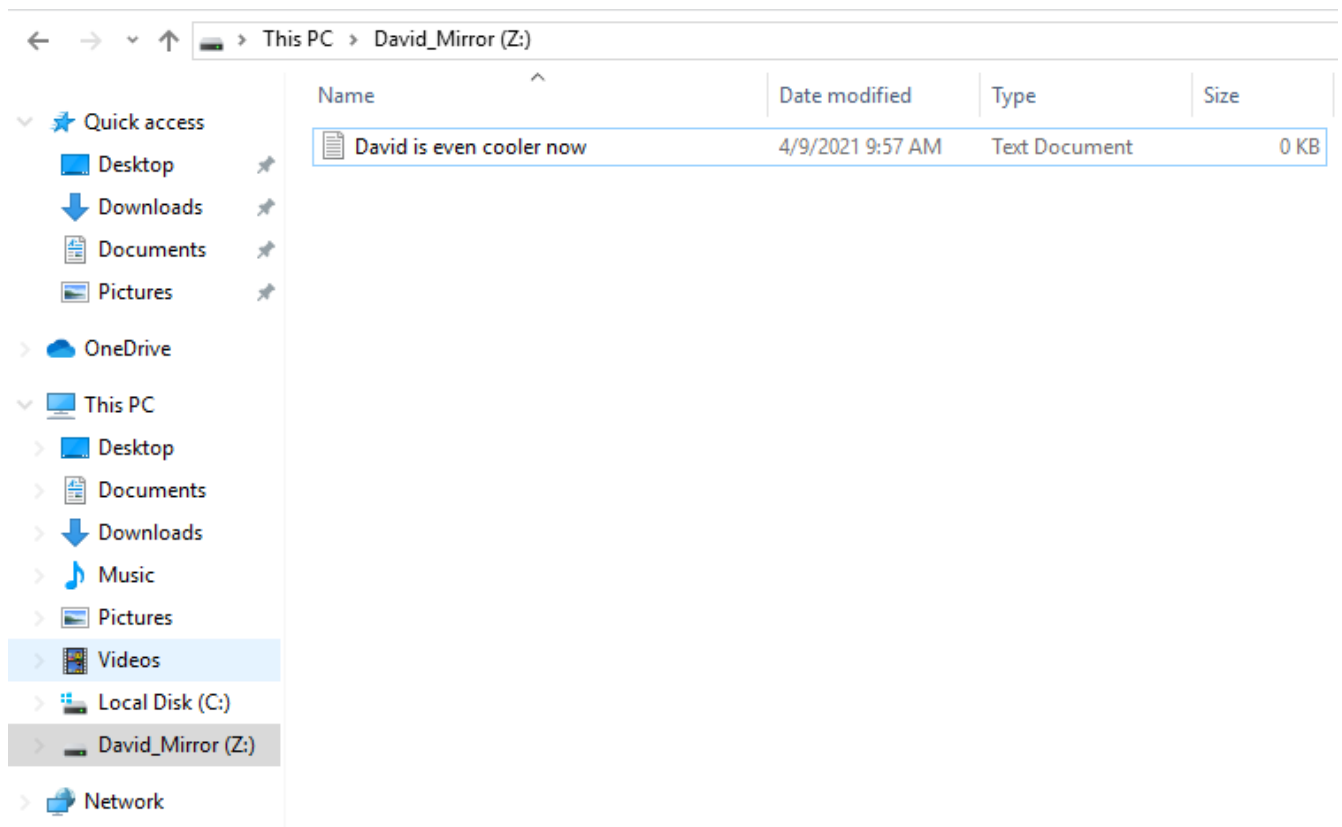 This PC > David_Mirror (Z:)
Name Date modified Type Size
David is even cooler now 4/9/2021 9:57 AM Text Document 0 KB
Quick access
Desktop
Downloads
Documents
Pictures
OneDrive
This PC
Desktop
Documents
Downloads
Music
Pictures
Videos
Local Disk (C:)
David_Mirror (Z:)
Network